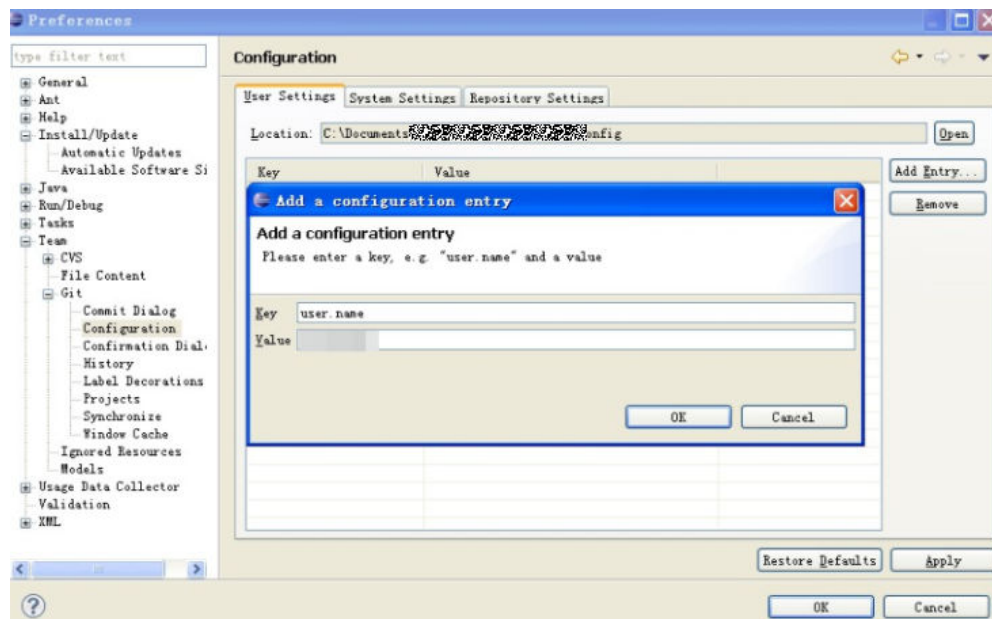 Preferences
type filter text
General
Ant
Help
Install/Update
Automatic Updates
Available Software Si
Java
Run/Debug
Tasks
Team
CVS
File Content
Git
Commit Dialog
Configuration
Confirmation Dial
History
Label Decorations
Projects
Synchronize
Window Cache
Ignored Resources
Models
Usage Data Collector
Validation
XML
Configuration
User Settings System Settings Repository Settings
Location: C:\Documents onfig Open
Key Value Add Entry...
Remove
Add a configuration entry
Add a configuration entry
Please enter a key, e.g. "user.name" and a value
Key user.name
Value
OK Cancel
Restore Defaults Apply
OK Cancel